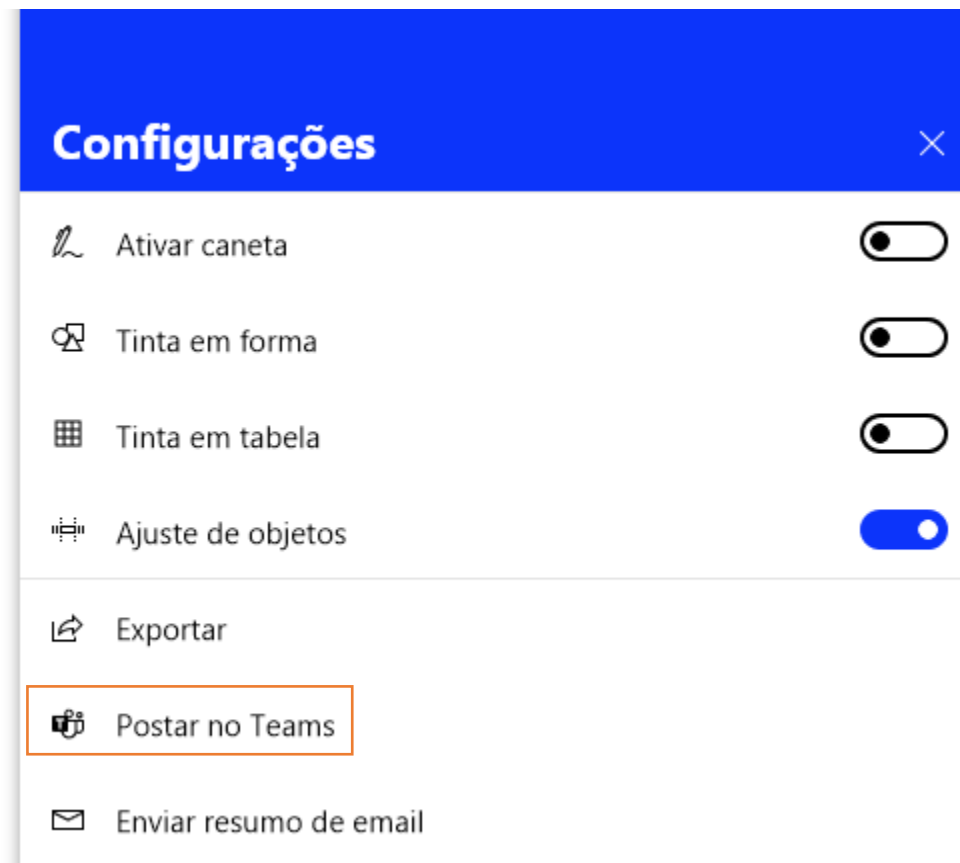 Configurações
Ativar caneta
Tinta em forma
Tinta em tabela
Ajuste de objetos
Exportar
Postar no Teams
Enviar resumo de email